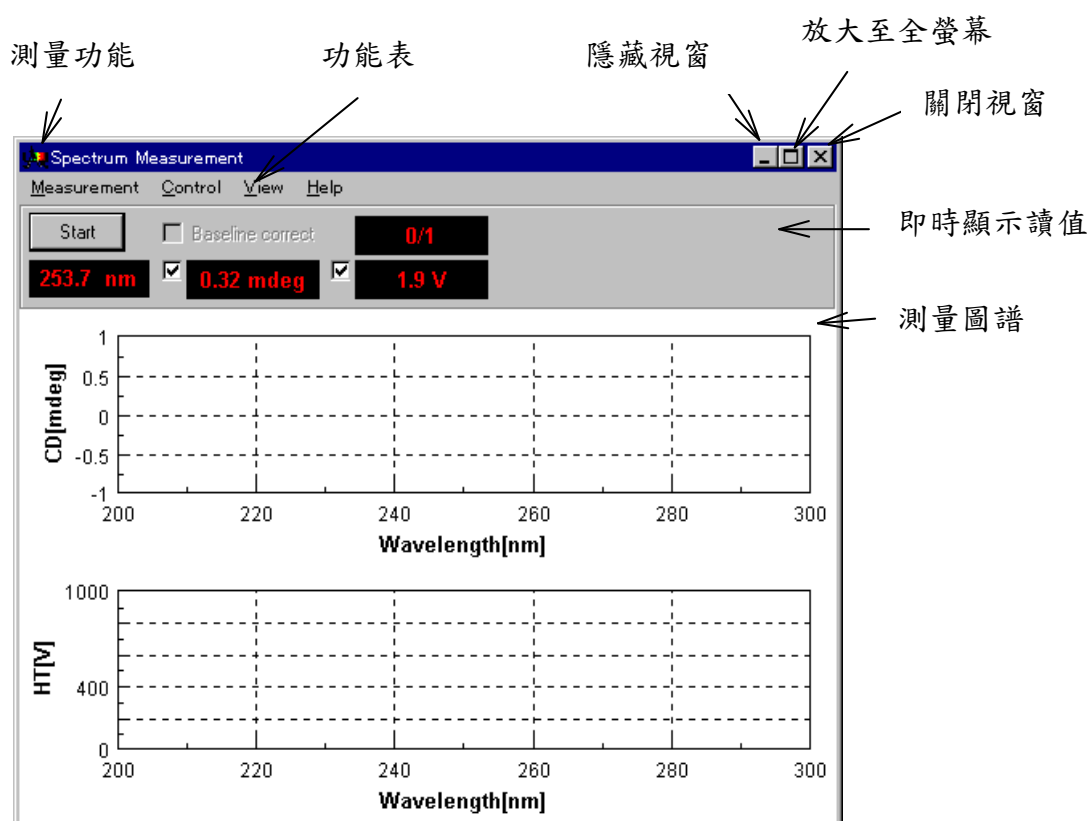 放大至全螢幕
測量功能 功能表 隱藏視窗
關閉視窗
Spectrum Measurement
Measurement Control View Help
即時顯示讀值
Start Baseline correct 0/1
253.7 nm 0.32 mdeg 1.9 V
測量圖譜
1
0.5
0
-0.5
-1
CD[mdeg]
200 220 240 260 280 300
Wavelength[nm]
1000
400
0
HT[V]
200 220 240 260 280 300
Wavelength[nm]